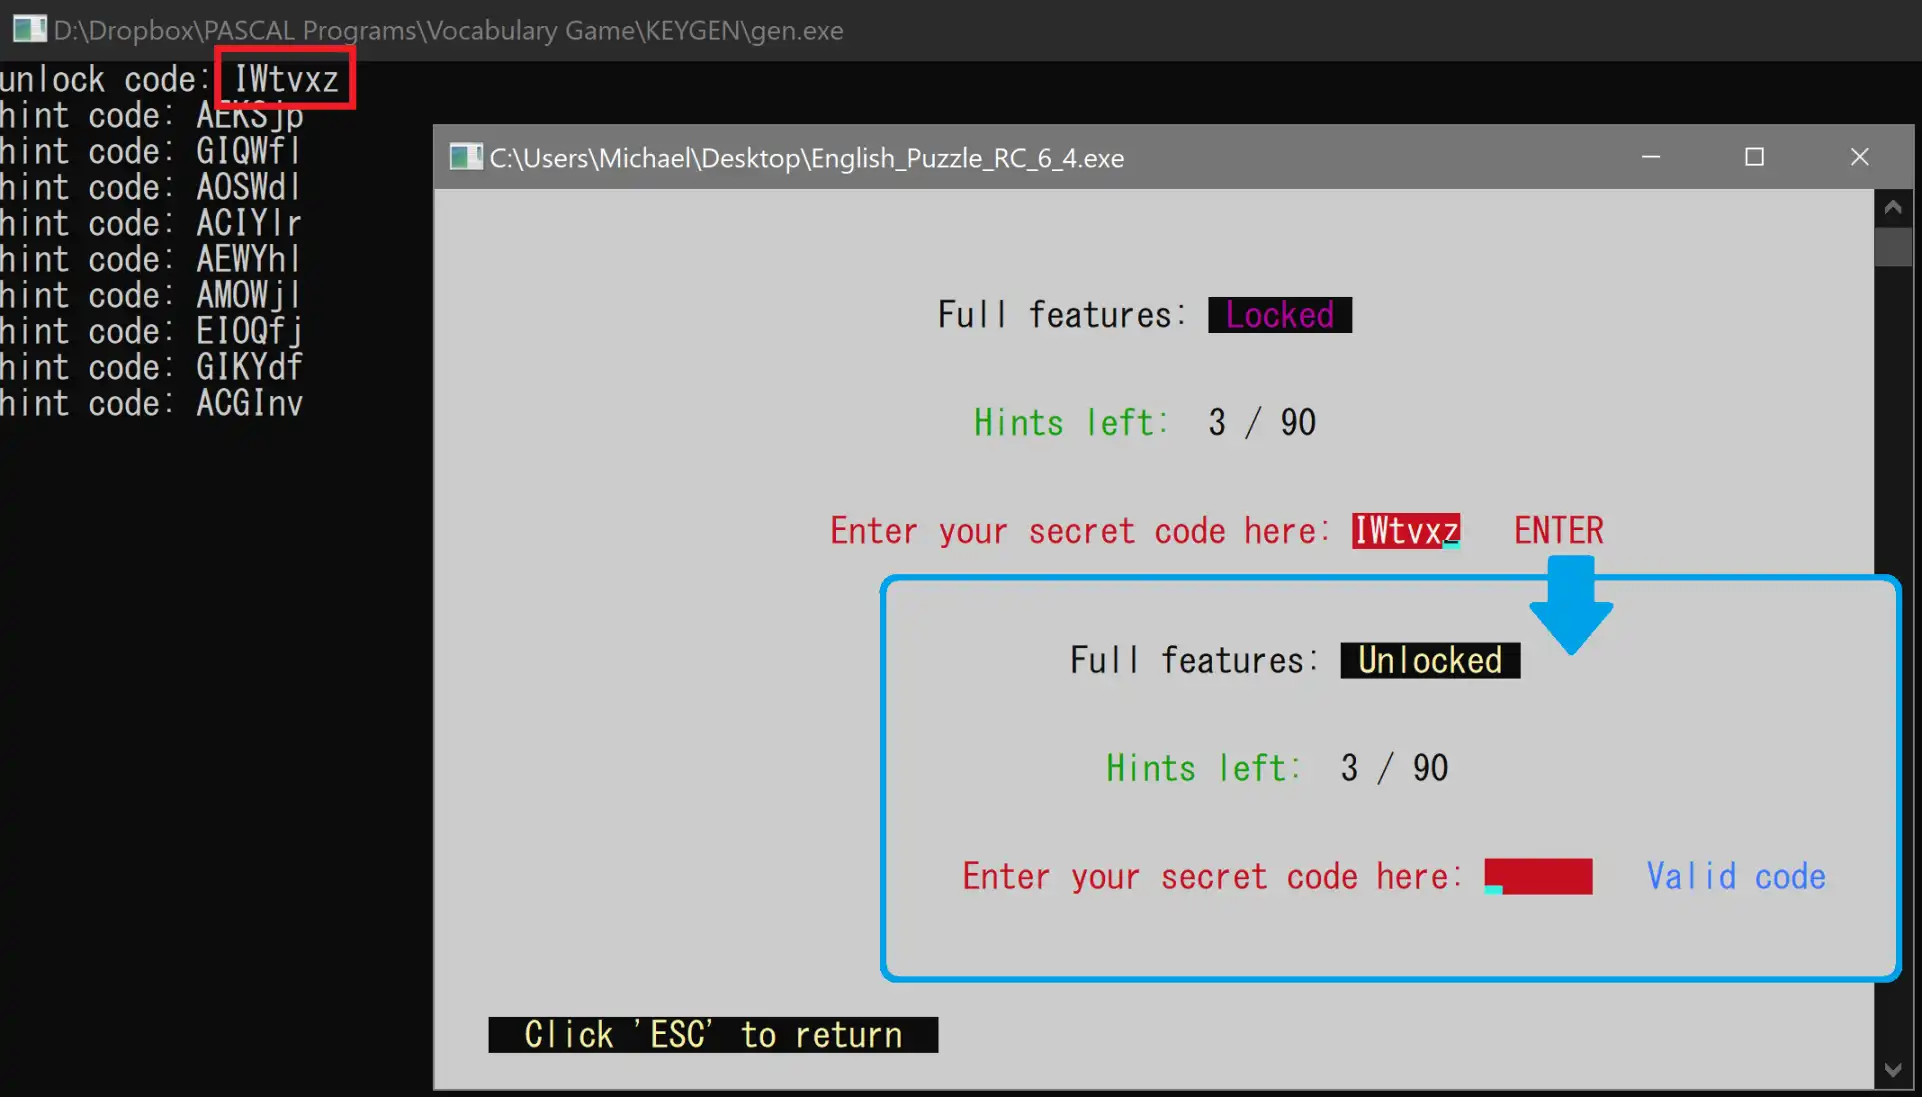 D:\Dropbox\PASCAL Programs\Vocabulary Game\KEYGEN\gen.exe
unlock code: IWtvxz
hint code: AEKSjp
hint code: GIQWfl
hint code: AOSWdl
hint code: ACIYlr
hint code: AEWYhl
hint code: AMOWjl
hint code: EIOQfj
hint code: GIKYdf
hint code: ACGInv
C:\Users\Michael\Desktop\English_Puzzle_RC_6_4.exe
Full features: Locked
Hints left: 3 / 90
Enter your secret code here: IWtvxz ENTER
Full features: Unlocked
Hints left: 3 / 90
Enter your secret code here: Valid code
Click 'ESC' to return